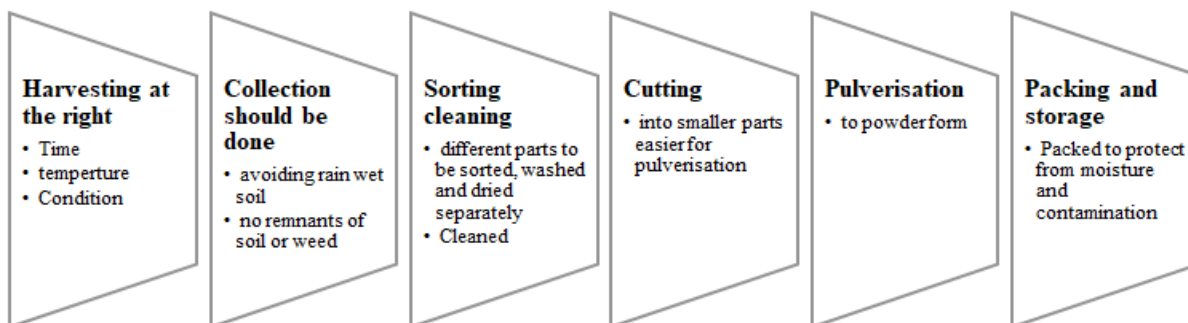 Harvesting at
the right
• Time
• temperture
• Condition
Collection
should be
done
• avoiding rain wet
soil
• no remnants of
soil or weed
Sorting
cleaning
• different parts to
be sorted, washed
and dried
separately
• Cleaned
Cutting
• into smaller parts
easier for
pulverisation
Pulverisation
• to powder form
Packing and
storage
• Packed to protect
from moisture
and
contamination